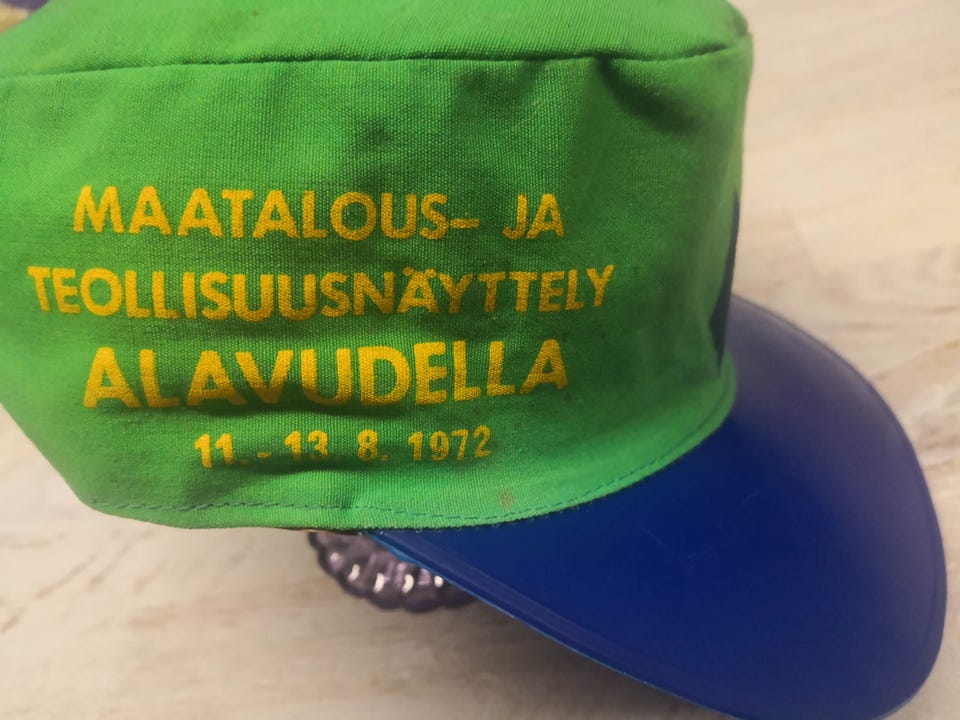 MAATALOUS- JA
TEOLLISUUSNÄYTTELY
ALAVUDELLA
11.- 13. 8. 1972